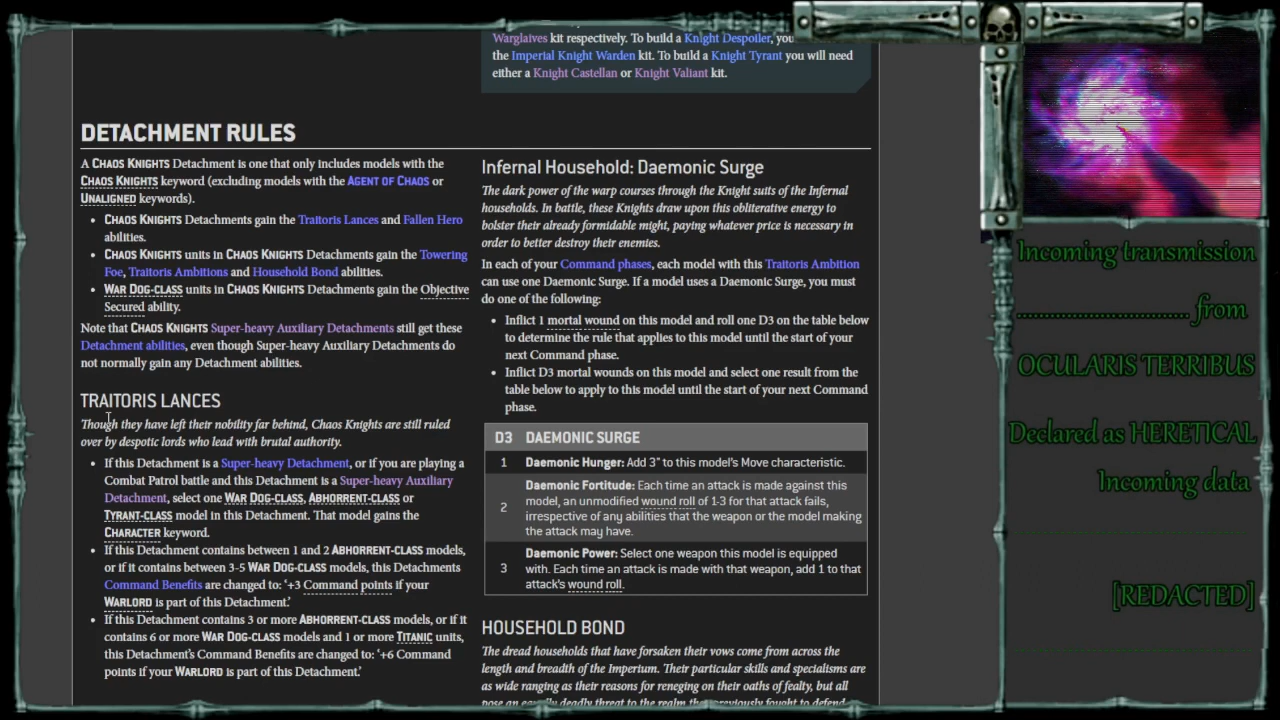 Warglaives kit respectively. To build a Knight Despoiler, you
the Imperial Knight Warden kit. To build a Knight Tyrant you will need
either a Knight Castellan or Knight Valiant kit.
DETACHMENT RULES
A CHAOS KNIGHTS Detachment is one that only includes models with the
CHAOS KNIGHTS keyword (excluding models with the AGENT OF CHAOS or
UNALIGNED keywords).
• CHAOS KNIGHTS Detachments gain the Traitoris Lances and Fallen Hero
abilities.
• CHAOS KNIGHTS units in CHAOS KNIGHTS Detachments gain the Towering
Foe, Traitoris Ambitions and Household Bond abilities.
• WAR DOG-CLASS units in CHAOS KNIGHTS Detachments gain the Objective
Secured ability.
Note that CHAOS KNIGHTS Super-heavy Auxiliary Detachments still get these
Detachment abilities, even though Super-heavy Auxiliary Detachments do
not normally gain any Detachment abilities.
TRAITORIS LANCES
Though they have left their nobility far behind, Chaos Knights are still ruled
over by despotic lords who lead with brutal authority.
• If this Detachment is a Super-heavy Detachment, or if you are playing a
Combat Patrol battle and this Detachment is a Super-heavy Auxiliary
Detachment, select one WAR DOG-CLASS, ABHORRENT-CLASS or
TYRANT-CLASS model in this Detachment. That model gains the
CHARACTER keyword.
• If this Detachment contains between 1 and 2 ABHORRENT-CLASS models,
or if it contains between 3-5 WAR DOG-CLASS models, this Detachments
Command Benefits are changed to: ‘+3 Command points if your
WARLORD is part of this Detachment.’
• If this Detachment contains 3 or more ABHORRENT-CLASS models, or if it
contains 6 or more WAR DOG-CLASS models and 1 or more TITANIC units,
this Detachment's Command Benefits are changed to: ‘+6 Command
points if your WARLORD is part of this Detachment.’
Infernal Household: Daemonic Surge
The dark power of the warp courses through the Knight suits of the Infernal
households. In battle, these Knights draw upon this obliterative energy to
bolster their already formidable might, paying whatever price is necessary in
order to better destroy their enemies.
In each of your Command phases, each model with this Traitoris Ambition
can use one Daemonic Surge. If a model uses a Daemonic Surge, you must
do one of the following:
• Inflict 1 mortal wound on this model and roll one D3 on the table below
to determine the rule that applies to this model until the start of your
next Command phase.
• Inflict D3 mortal wounds on this model and select one result from the
table below to apply to this model until the start of your next Command
phase.
D3 DAEMONIC SURGE
1 Daemonic Hunger: Add 3" to this model's Move characteristic.
Daemonic Fortitude: Each time an attack is made against this
model, an unmodified wound roll of 1-3 for that attack fails,
2 irrespective of any abilities that the weapon or the model making
the attack may have.
Daemonic Power: Select one weapon this model is equipped
3 with. Each time an attack is made with that weapon, add 1 to that
attack's wound roll.
HOUSEHOLD BOND
The dread households that have forsaken their vows come from across the
length and breadth of the Imperium. Their particular skills and specialisms are
as wide ranging as their reasons for reneging on their oaths of fealty, but all
pose an equally deadly threat to the realm they previously fought to defend.
Incoming transmission
................................ from
OCULARIS TERRIBUS
Declared as HERETICAL
Incoming data
[REDACTED]